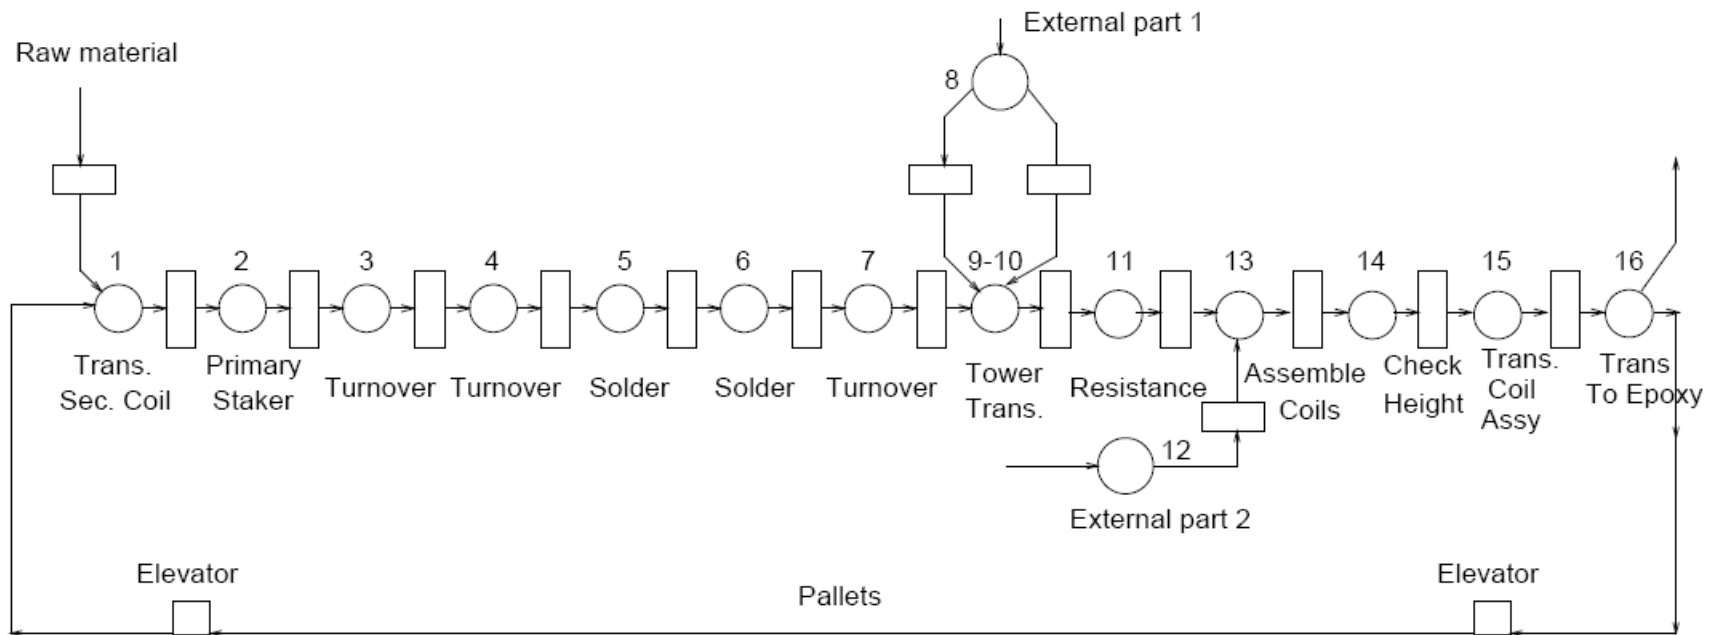 External part 1
Raw material
8
1
2
3
4
5
6
7
9-10
11
13
14
15
16
Trans.
Sec. Coil
Primary
Staker
Turnover
Turnover
Solder
Solder
Turnover
Tower
Trans.
Resistance
Assemble
Coils
Check
Height
Trans.
Coil
Assy
Trans
To Epoxy
12
External part 2
Elevator
Pallets
Elevator